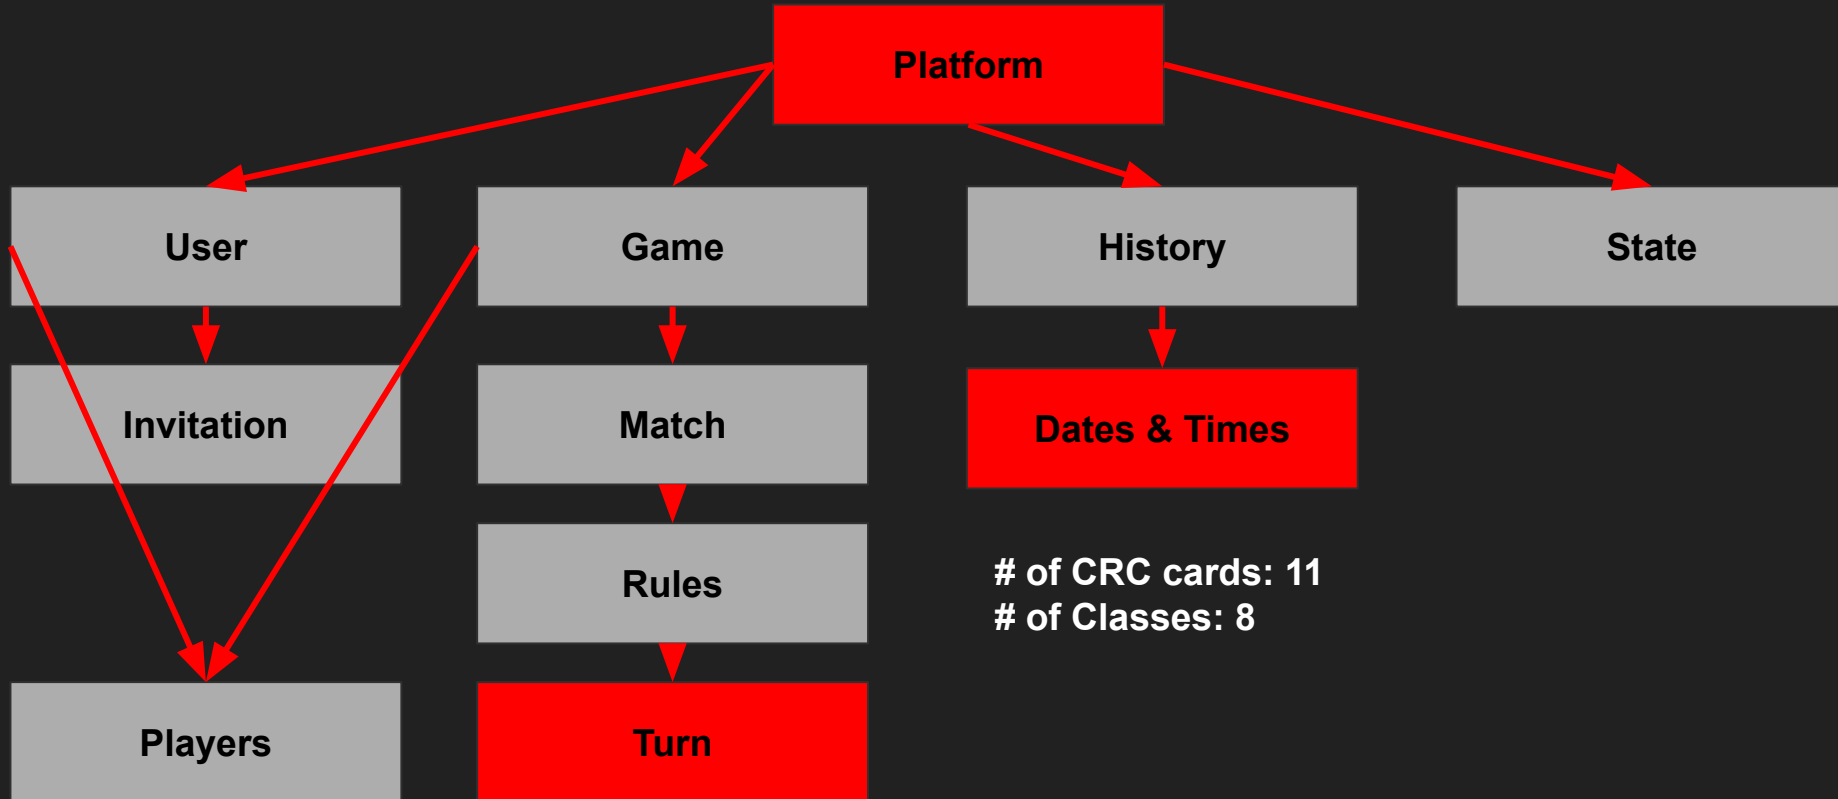 Platform
User
Game
History
State
Invitation
Match
Dates & Times
Rules
# of CRC cards: 11
# of Classes: 8
Players
Turn